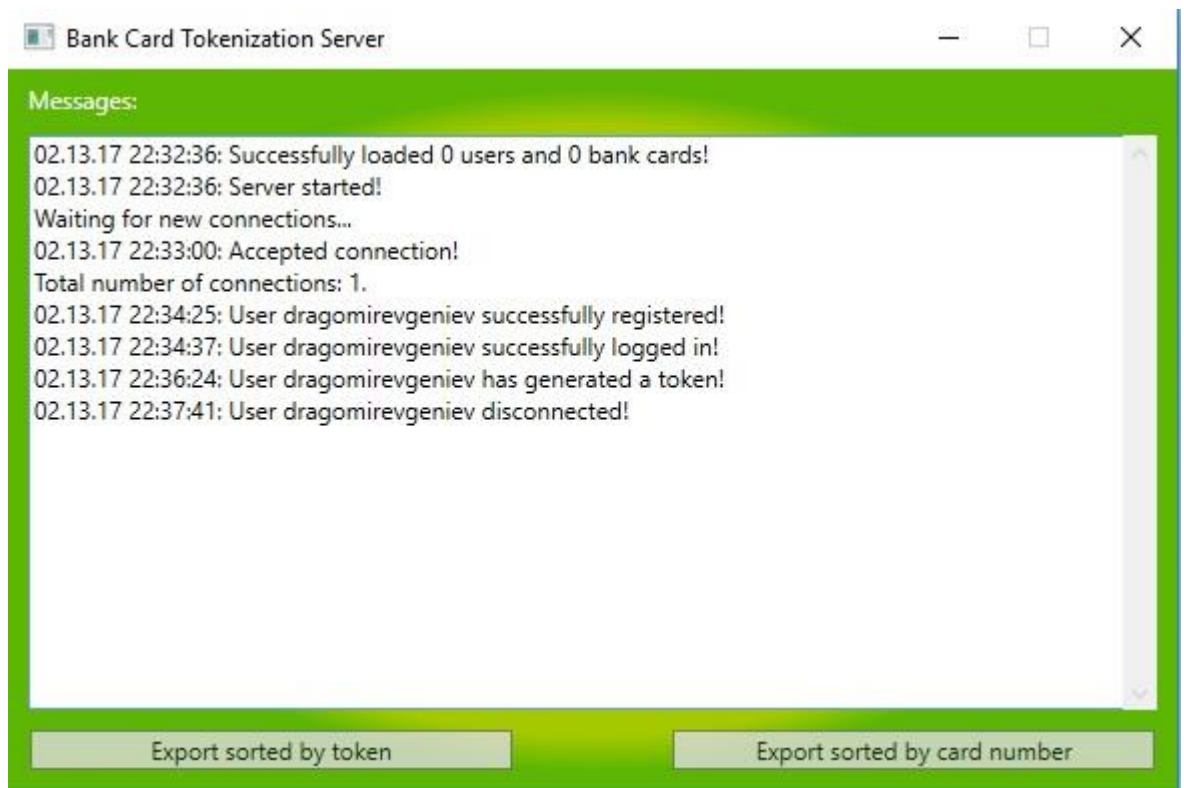 Bank Card Tokenization Server
Messages:
02.13.17 22:32:36: Successfully loaded 0 users and 0 bank cards!
02.13.17 22:32:36: Server started!
Waiting for new connections...
02.13.17 22:33:00: Accepted connection!
Total number of connections: 1.
02.13.17 22:34:25: User dragomirevgeniev successfully registered!
02.13.17 22:34:37: User dragomirevgeniev successfully logged in!
02.13.17 22:36:24: User dragomirevgeniev has generated a token!
02.13.17 22:37:41: User dragomirevgeniev disconnected!
Export sorted by token
Export sorted by card number